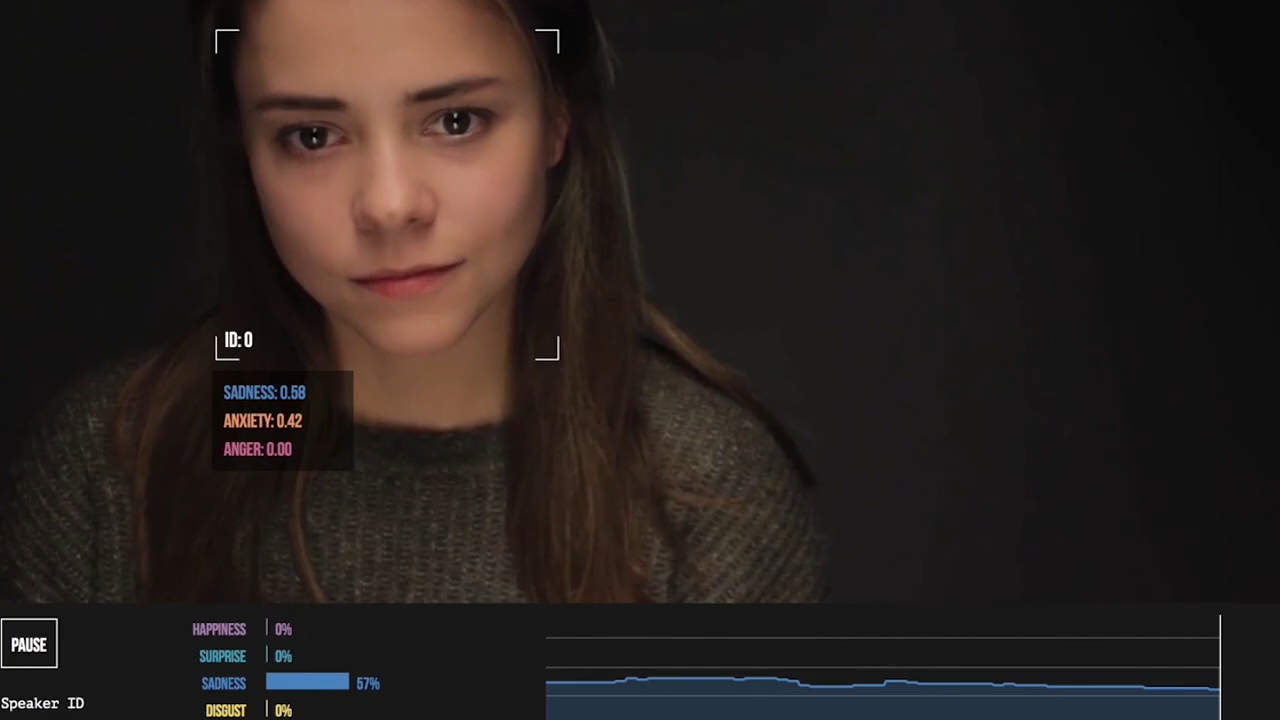 ID: 0
SADNESS: 0.58
ANXIETY: 0.42
ANGER: 0.00
HAPPINESS 0%
PAUSE
SURPRISE 0%
SADNESS 57%
Speaker ID
DISGUST 0%